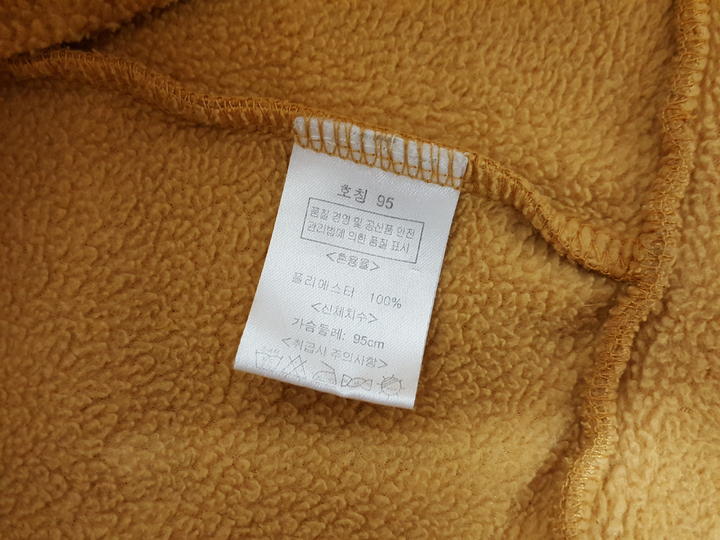 호칭 95
품질 경영 및 공산품 안전
관리법에 의한 품질 표시
<혼용율>
폴리에스터 100%
<신체치수>
가슴둘레: 95cm
<취급시 주의사항>